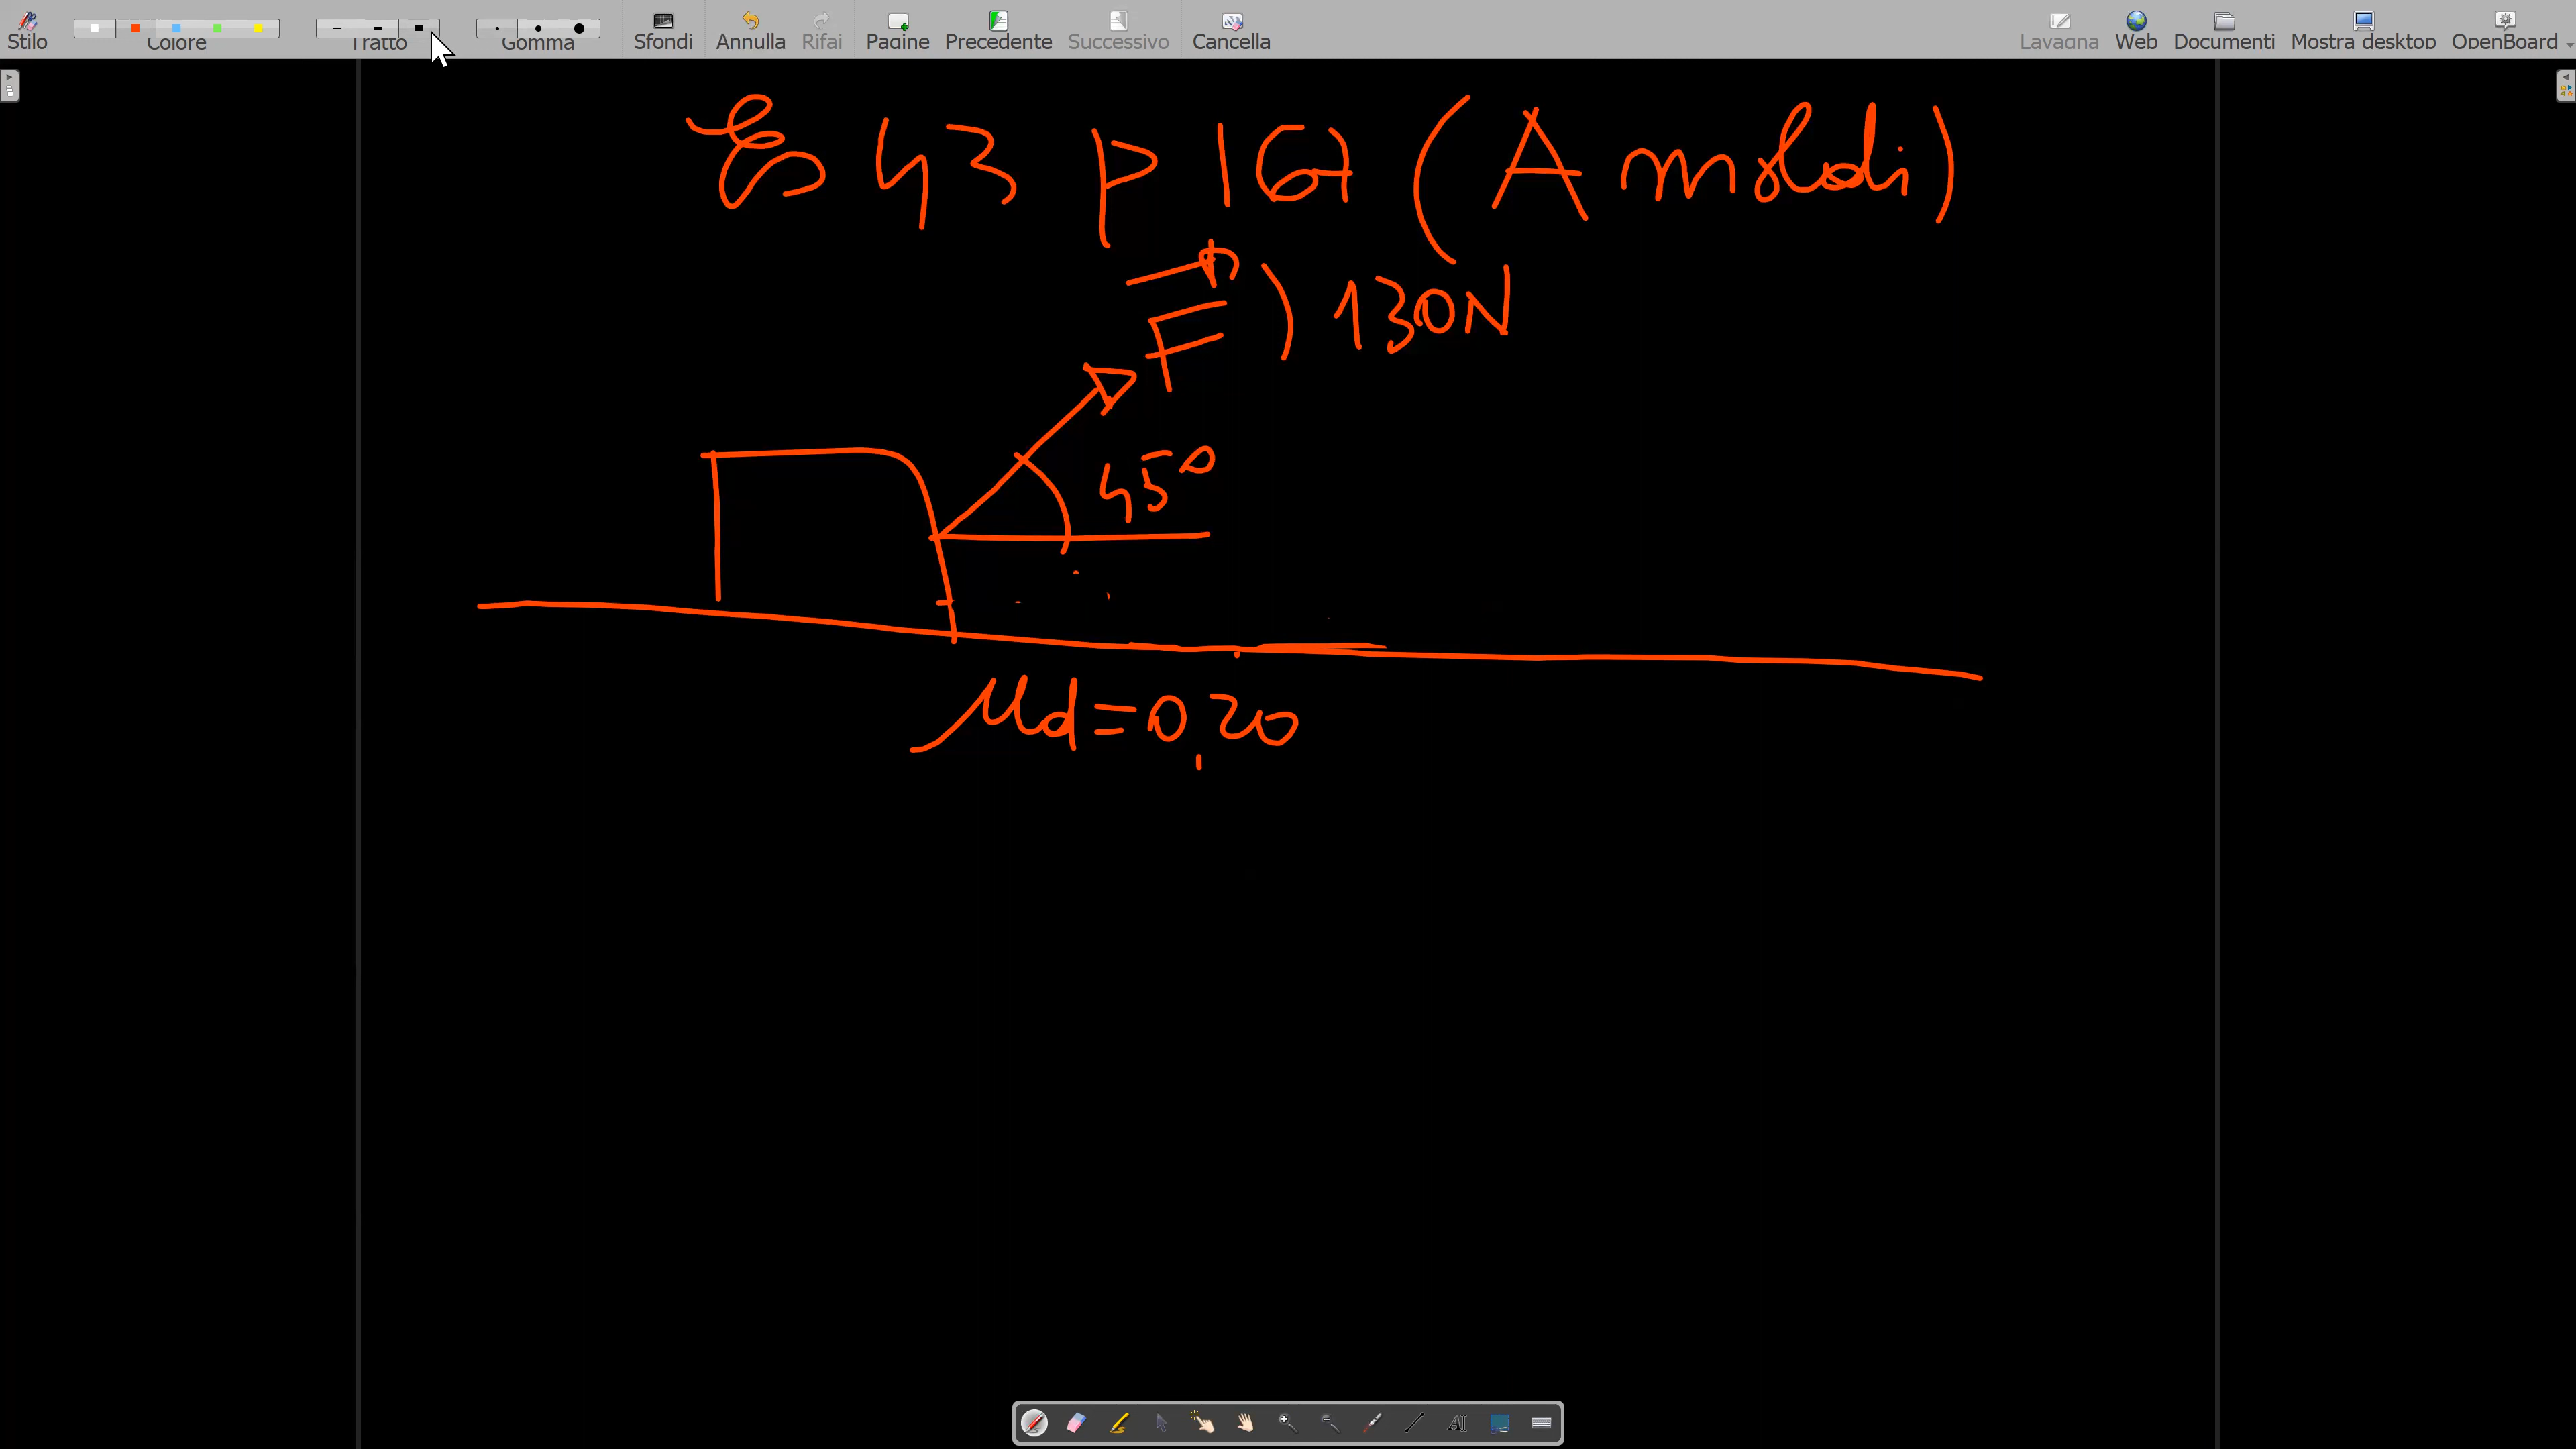 Stilo Colore Tratto Gomma Sfondi Annulla Rifai Pagine Precedente Successivo Cancella Lavagna Web Documenti Mostra desktop OpenBoard
Es 43 p 167 (Amaldi)
F ) 130N
45°
μd = 0,20